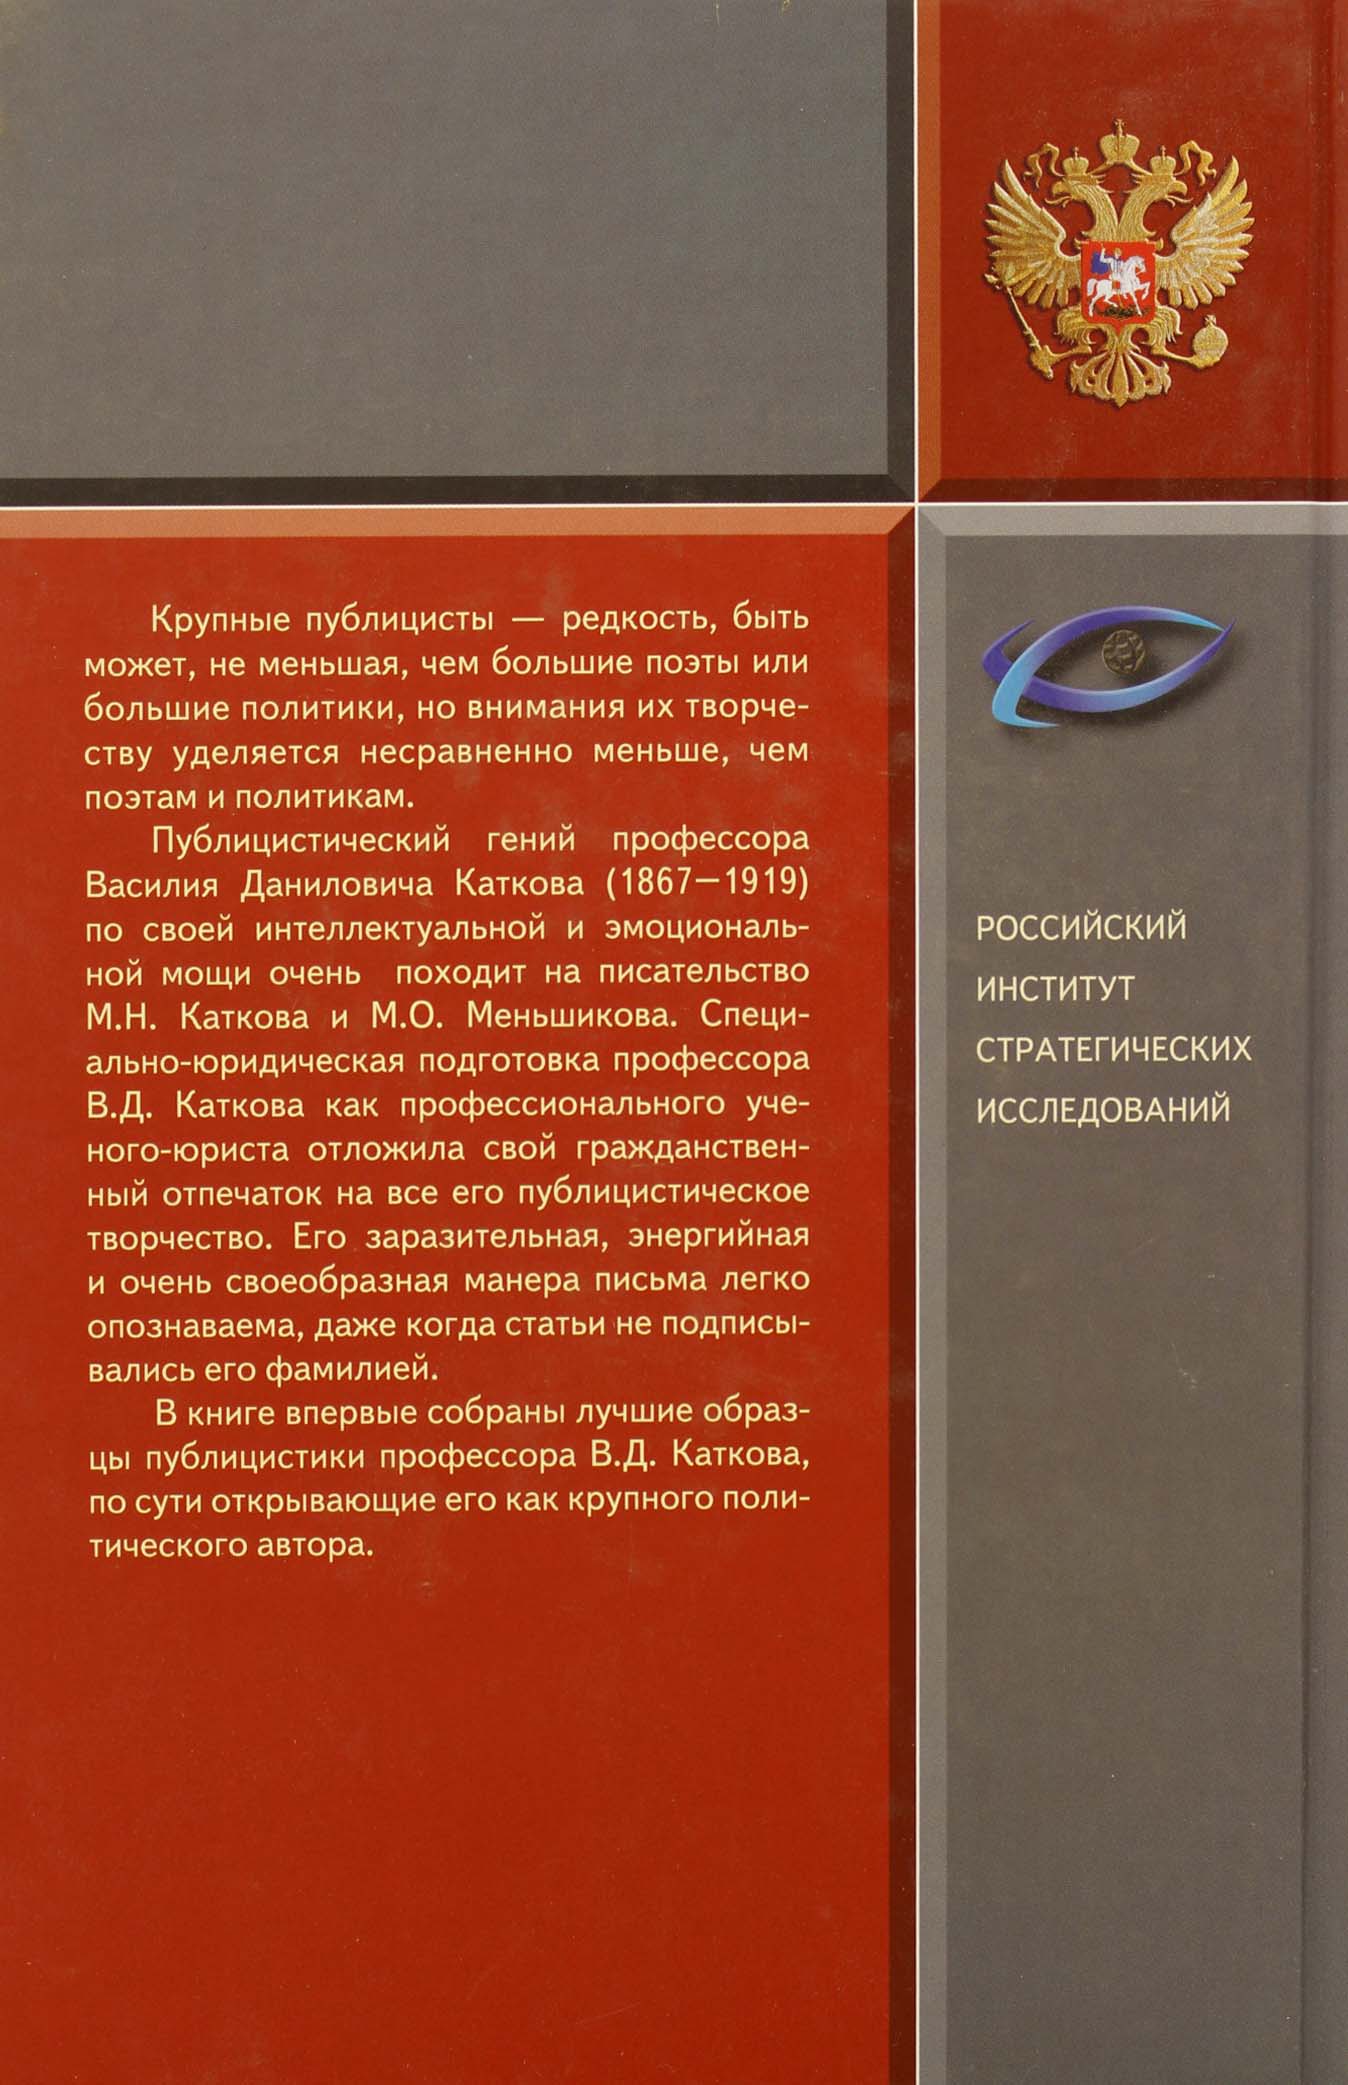 Крупные публицисты — редкость, быть
может, не меньшая, чем большие поэты или
большие политики, но внимания их творче-
ству уделяется несравненно меньше, чем
поэтам и политикам.
Публицистический гений профессора
Василия Даниловича Каткова (1867—1919)
по своей интеллектуальной и эмоциональ-
ной мощи очень походит на писательство
М.Н. Каткова и М.О. Меньшикова. Специ-
ально-юридическая подготовка профессора
В.Д. Каткова как профессионального уче-
ного-юриста отложила свой гражданствен-
ный отпечаток на все его публицистическое
творчество. Его заразительная, энергийная
и очень своеобразная манера письма легко
опознаваема, даже когда статьи не подписы-
вались его фамилией.
В книге впервые собраны лучшие образ-
цы публицистики профессора В.Д. Каткова,
по сути открывающие его как крупного поли-
тического автора.
РОССИЙСКИЙ
ИНСТИТУТ
СТРАТЕГИЧЕСКИХ
ИССЛЕДОВАНИЙ